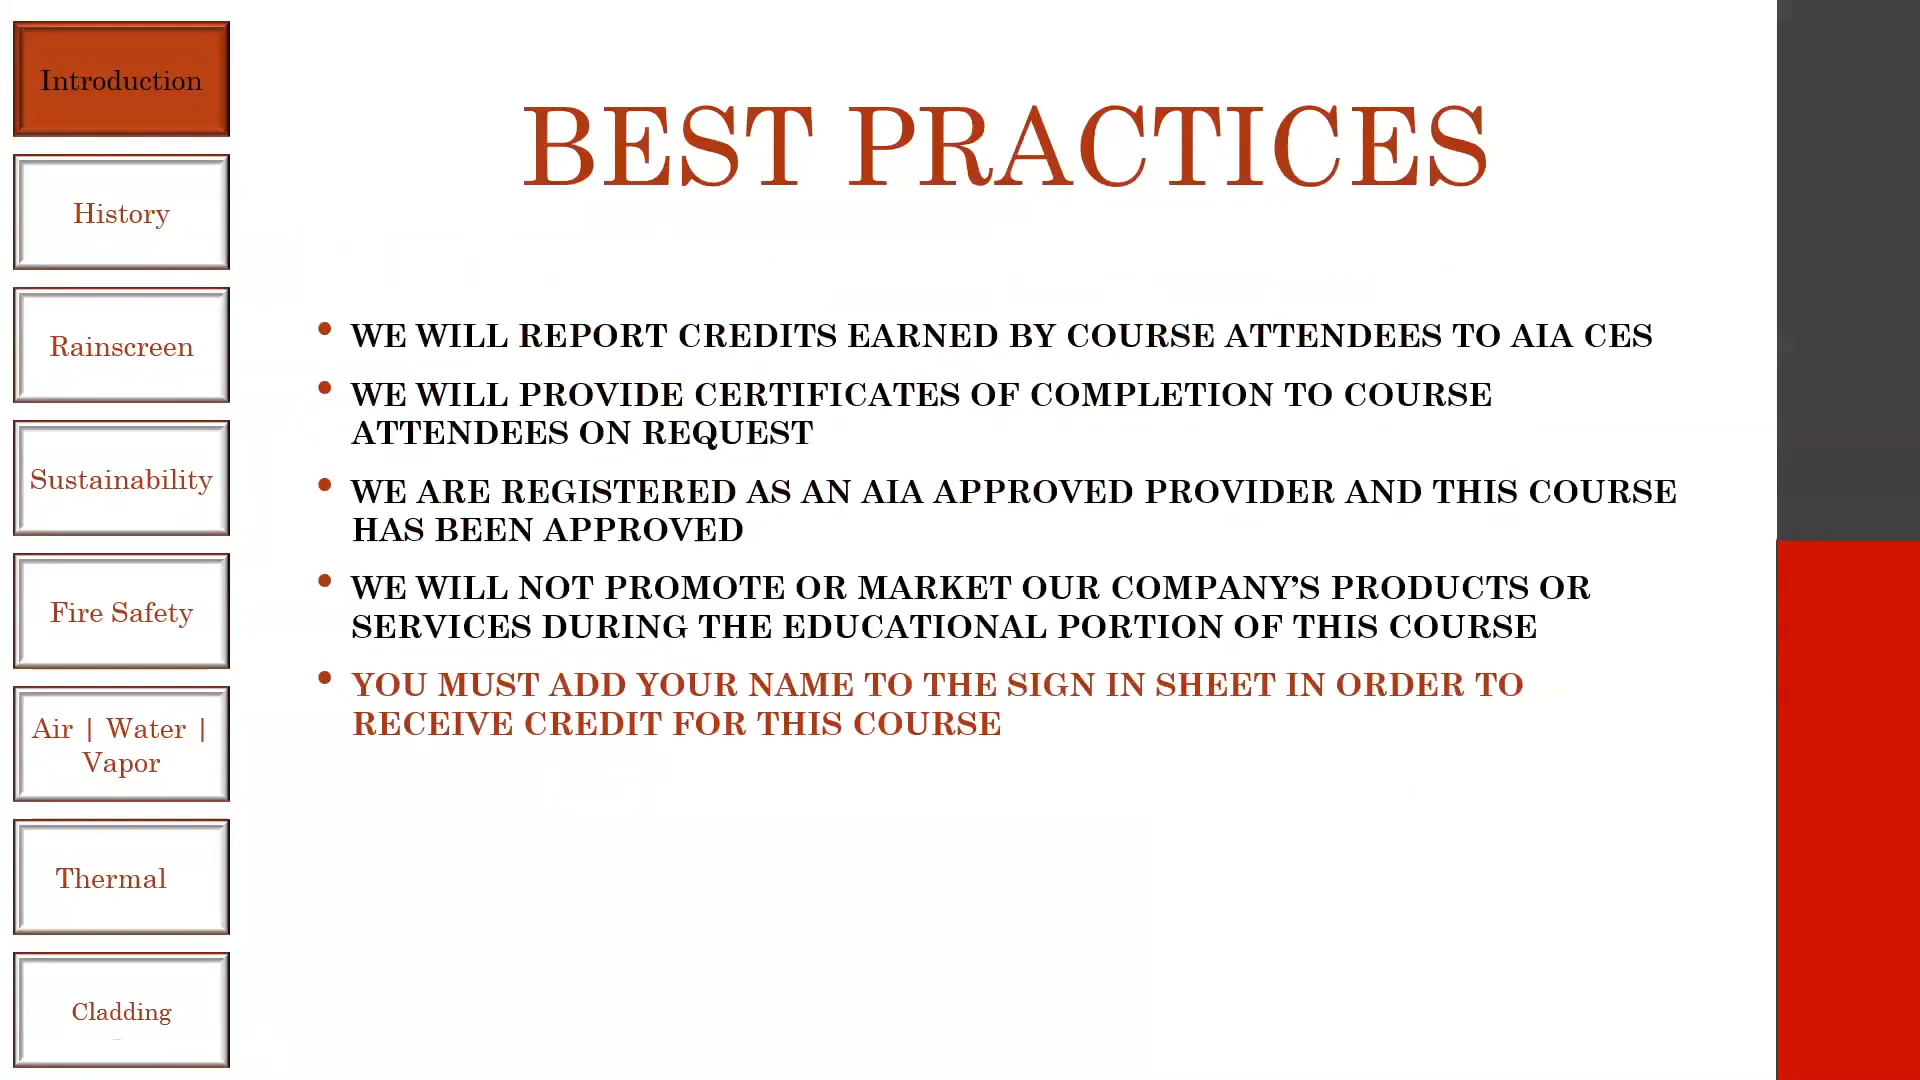 Introduction
History
Rainscreen
Sustainability
Fire Safety
Air | Water |
Vapor
Thermal
Cladding
BEST PRACTICES
• WE WILL REPORT CREDITS EARNED BY COURSE ATTENDEES TO AIA CES
• WE WILL PROVIDE CERTIFICATES OF COMPLETION TO COURSE
ATTENDEES ON REQUEST
• WE ARE REGISTERED AS AN AIA APPROVED PROVIDER AND THIS COURSE
HAS BEEN APPROVED
• WE WILL NOT PROMOTE OR MARKET OUR COMPANY’S PRODUCTS OR
SERVICES DURING THE EDUCATIONAL PORTION OF THIS COURSE
• YOU MUST ADD YOUR NAME TO THE SIGN IN SHEET IN ORDER TO
RECEIVE CREDIT FOR THIS COURSE